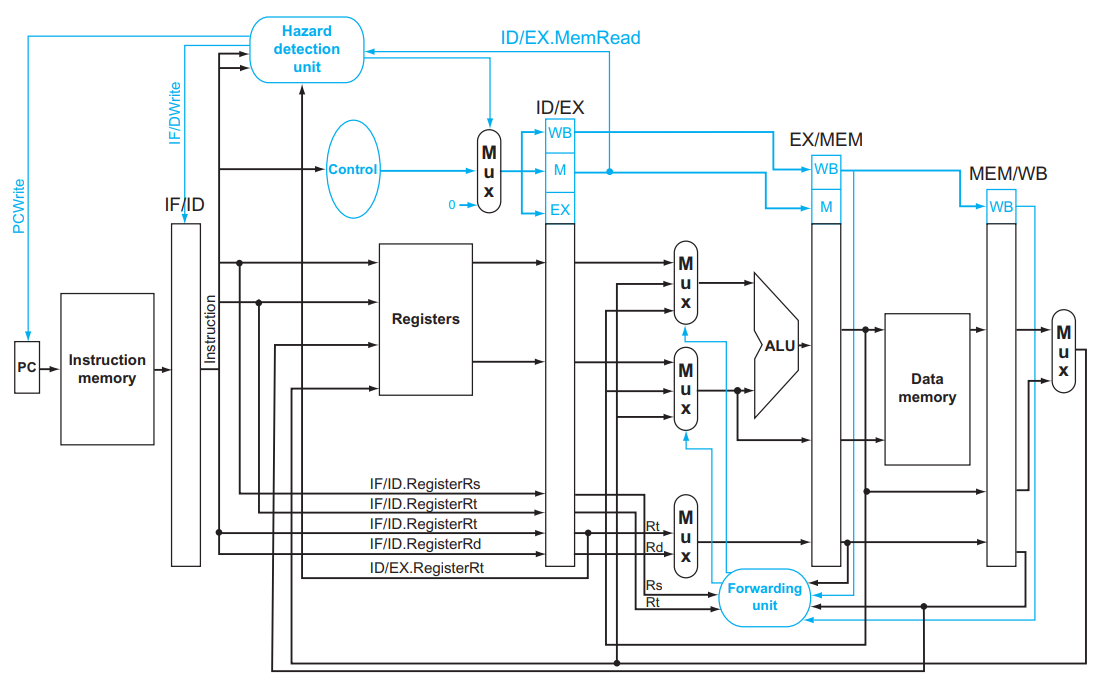 Hazard
detection
unit
ID/EX.MemRead
IF/DWrite
PCWrite
ID/EX
WB
M
EX
EX/MEM
WB
M
MEM/WB
WB
Control
M
u
x
0
IF/ID
Instruction
PC
Instruction
memory
Registers
M
u
x
M
u
x
ALU
Data
memory
M
u
x
IF/ID.RegisterRs
IF/ID.RegisterRt
IF/ID.RegisterRt
IF/ID.RegisterRd
ID/EX.RegisterRt
Rt
Rd
M
u
x
Rs
Rt
Forwarding
unit